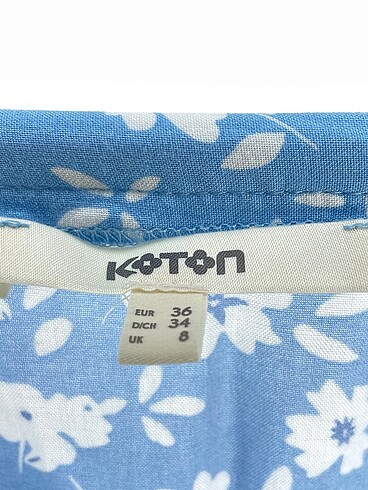 KOTON
EUR 36
D/CH 34
UK 8